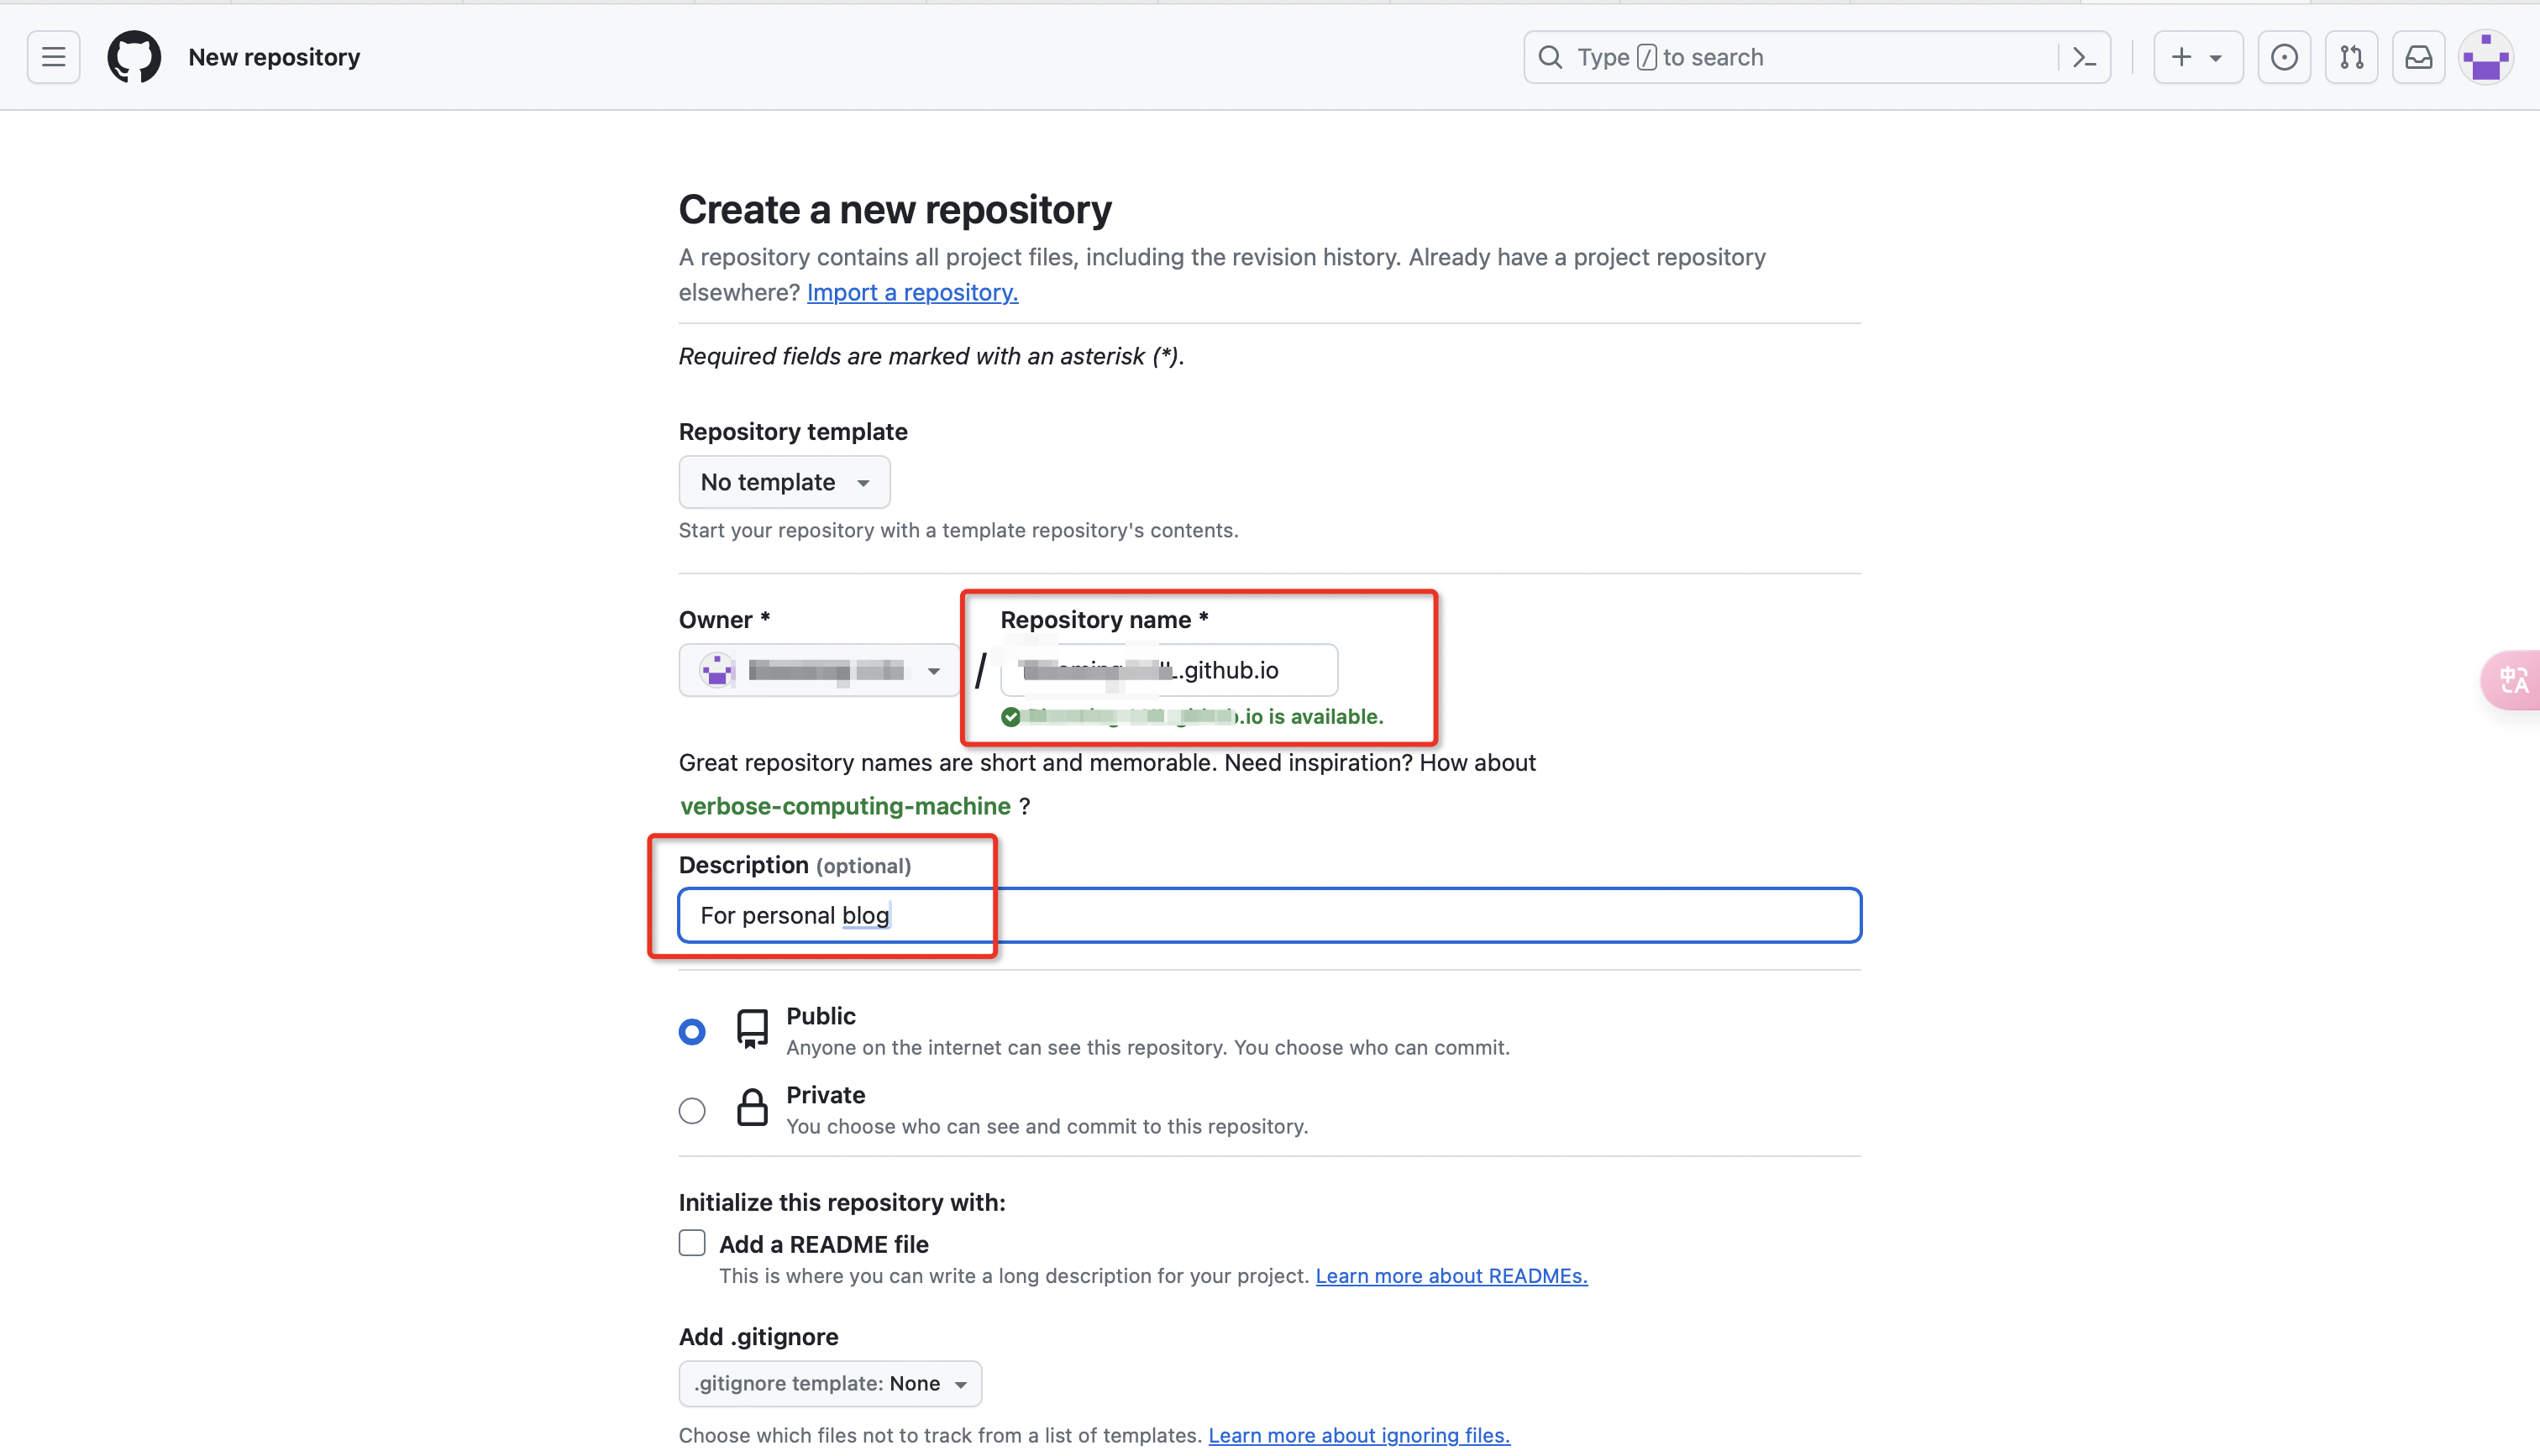 New repository
Type / to search
Create a new repository
A repository contains all project files, including the revision history. Already have a project repository
elsewhere? Import a repository.
Required fields are marked with an asterisk (*).
Repository template
No template
Start your repository with a template repository's contents.
Owner *
Repository name *
/
.github.io
.io is available.
Great repository names are short and memorable. Need inspiration? How about
verbose-computing-machine ?
Description (optional)
For personal blog
Public
Anyone on the internet can see this repository. You choose who can commit.
Private
You choose who can see and commit to this repository.
Initialize this repository with:
Add a README file
This is where you can write a long description for your project. Learn more about READMEs.
Add .gitignore
.gitignore template: None
Choose which files not to track from a list of templates. Learn more about ignoring files.
中A